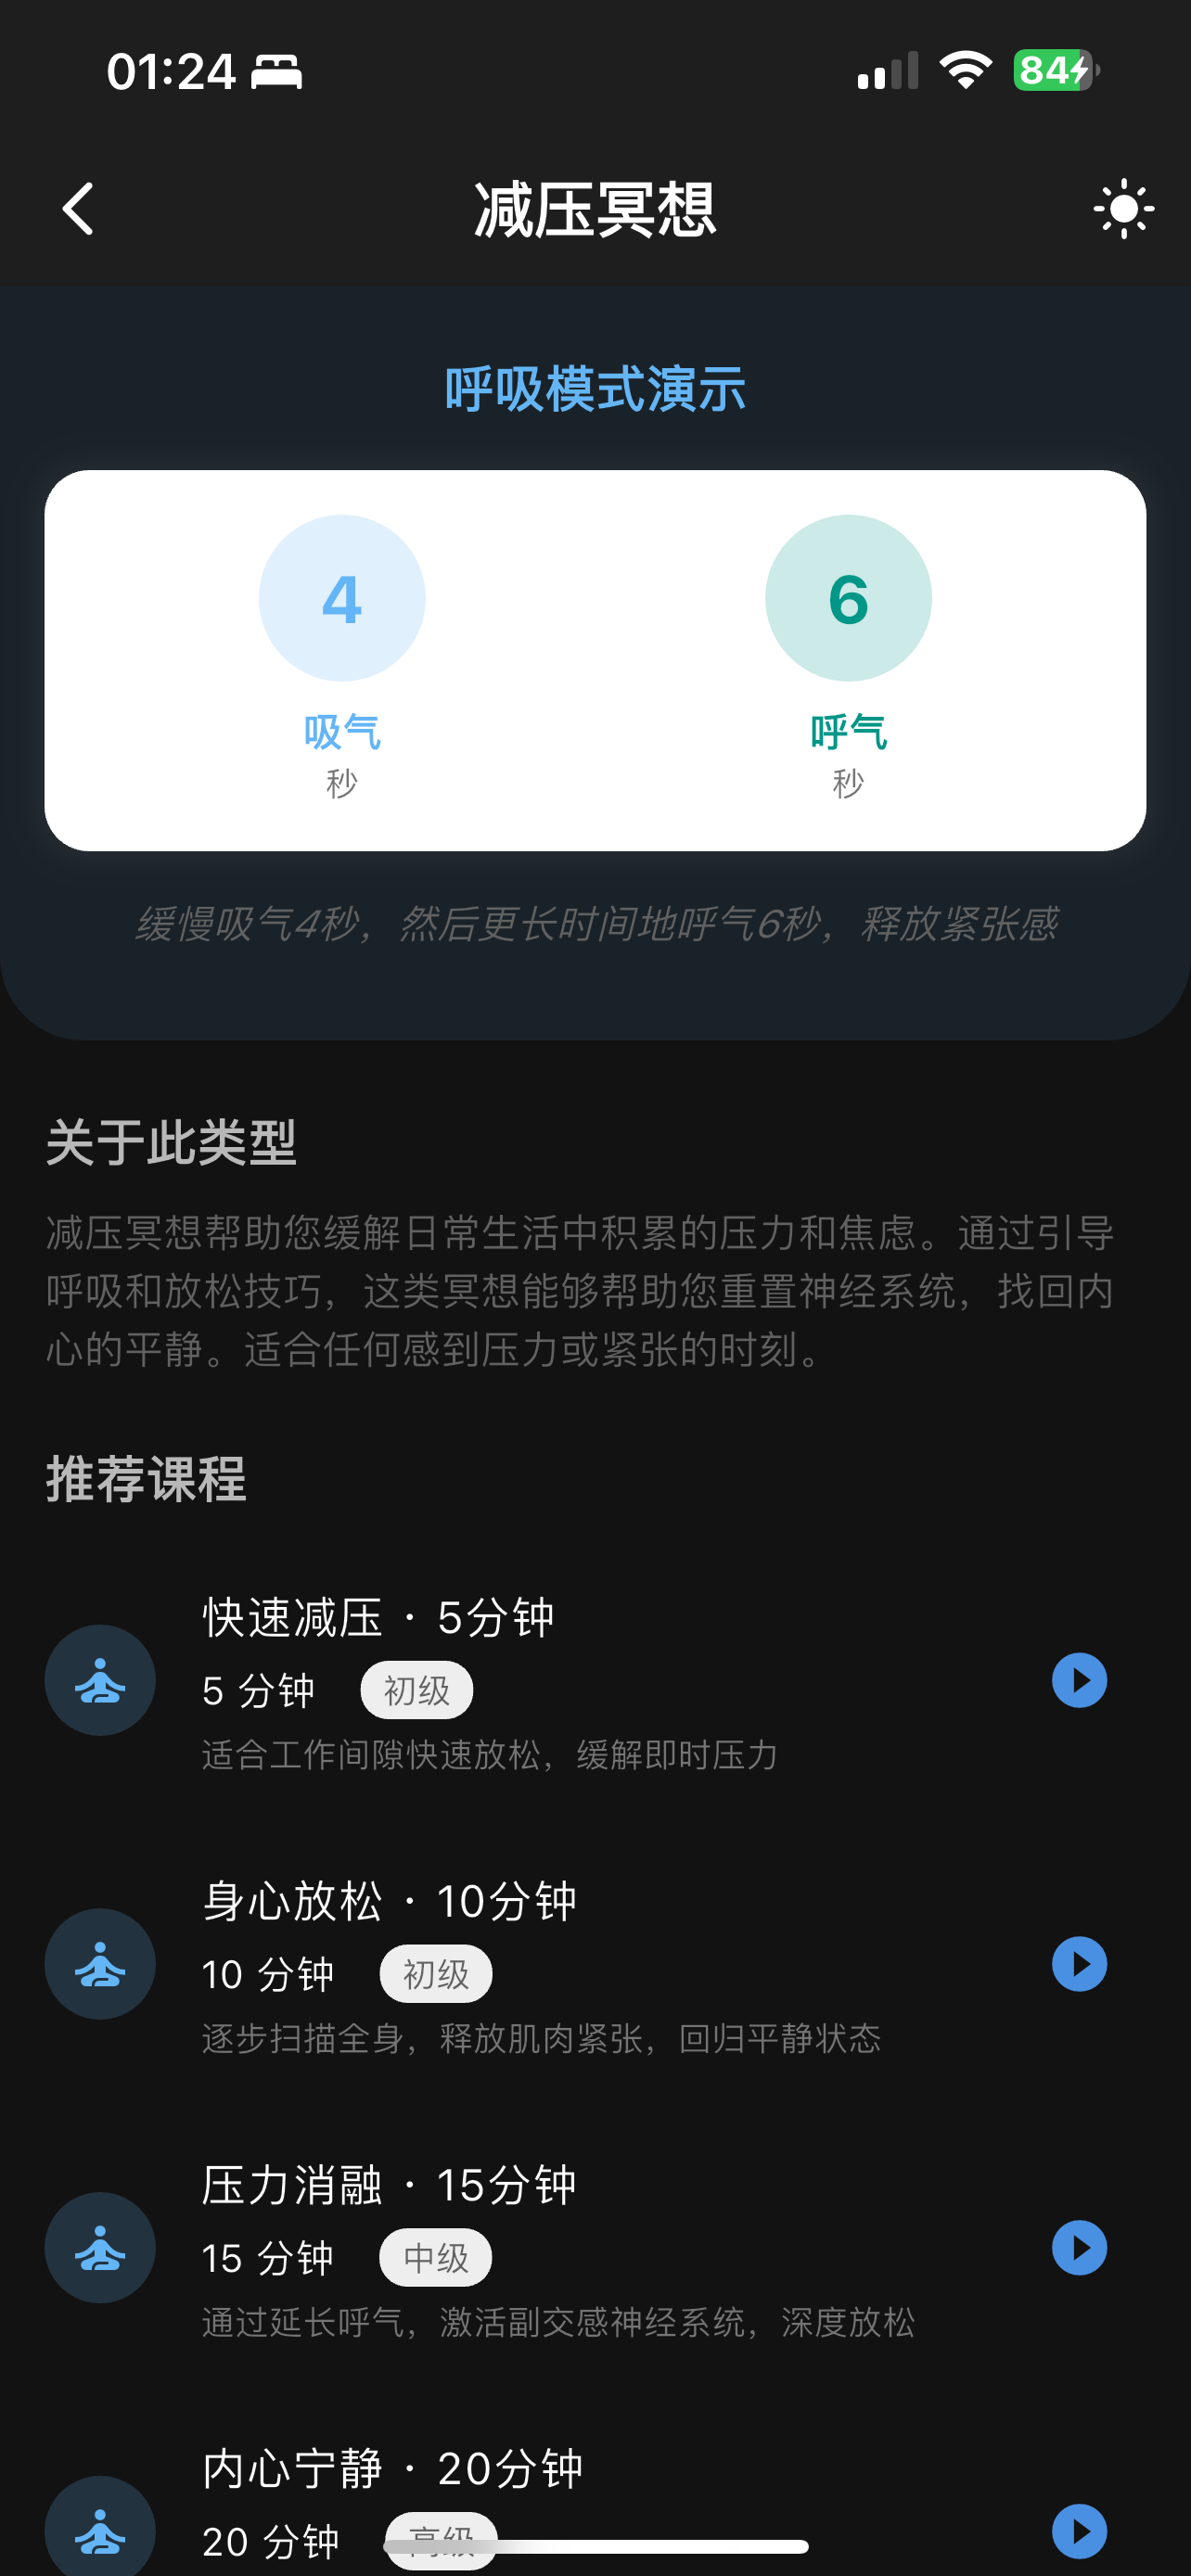 01:24
84
减压冥想
呼吸模式演示
4
6
吸气
呼气
秒
秒
缓慢吸气4秒，然后更长时间地呼气6秒，释放紧张感
关于此类型
减压冥想帮助您缓解日常生活中积累的压力和焦虑。通过引导
呼吸和放松技巧，这类冥想能够帮助您重置神经系统，找回内
心的平静。适合任何感到压力或紧张的时刻。
推荐课程
快速减压 · 5分钟
5 分钟
初级
适合工作间隙快速放松，缓解即时压力
身心放松 · 10分钟
10 分钟
初级
逐步扫描全身，释放肌肉紧张，回归平静状态
压力消融 · 15分钟
15 分钟
中级
通过延长呼气，激活副交感神经系统，深度放松
内心宁静 · 20分钟
20 分钟
高级